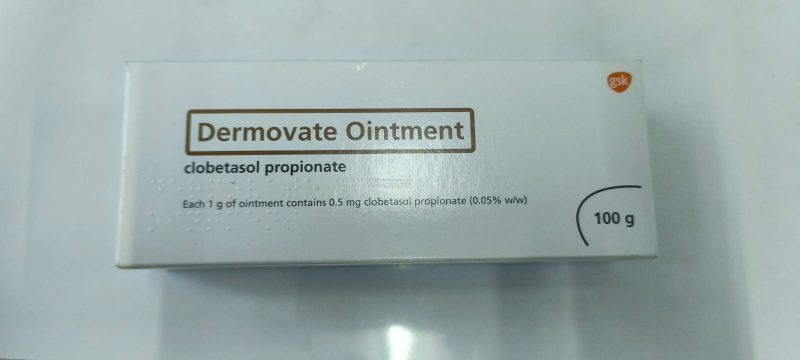 gsk
Dermovate Ointment
clobetasol propionate
Each 1 g of ointment contains 0.5 mg clobetasol propionate (0.05% w/w)
100 g